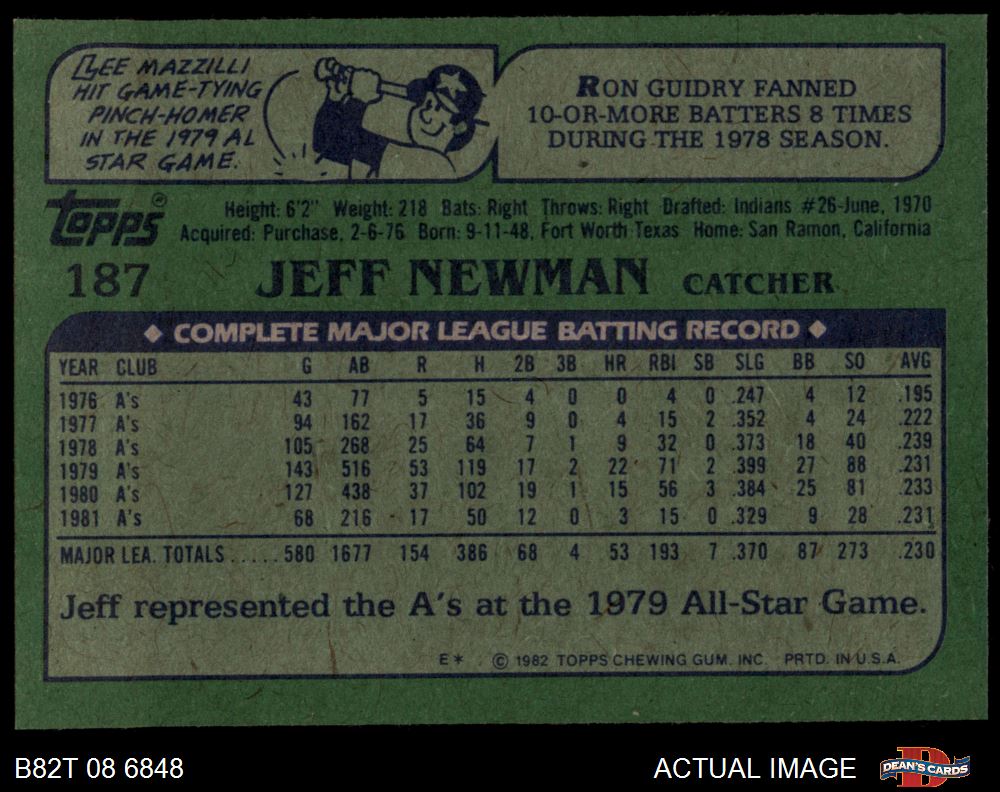 LEE MAZZILLI
HIT GAME-TYING
PINCH-HOMER
IN THE 1979 AL
STAR GAME.
RON GUIDRY FANNED
10-OR-MORE BATTERS 8 TIMES
DURING THE 1978 SEASON.
Topps®
Height: 6'2" Weight: 218 Bats: Right Throws: Right Drafted: Indians #26-June, 1970
Acquired: Purchase, 2-6-76 Born: 9-11-48, Fort Worth Texas Home: San Ramon, California
187 JEFF NEWMAN CATCHER
◆ COMPLETE MAJOR LEAGUE BATTING RECORD ◆
YEAR CLUB G AB R H 2B 3B HR RBI SB SLG BB SO AVG
1976 A's 43 77 5 15 4 0 0 4 0 .247 4 12 .195
1977 A's 94 162 17 36 9 0 4 15 2 .352 4 24 .222
1978 A's 105 268 25 64 7 1 9 32 0 .373 18 40 .239
1979 A's 143 516 53 119 17 2 22 71 2 .399 27 88 .231
1980 A's 127 438 37 102 19 1 15 56 3 .384 25 81 .233
1981 A's 68 216 17 50 12 0 3 15 0 .329 9 28 .231
MAJOR LEA. TOTALS ..... 580 1677 154 386 68 4 53 193 7 .370 87 273 .230
Jeff represented the A's at the 1979 All-Star Game.
E* © 1982 TOPPS CHEWING GUM, INC. PRTD. IN U.S.A.
B82T 08 6848
ACTUAL IMAGE
D
DEAN'S CARDS